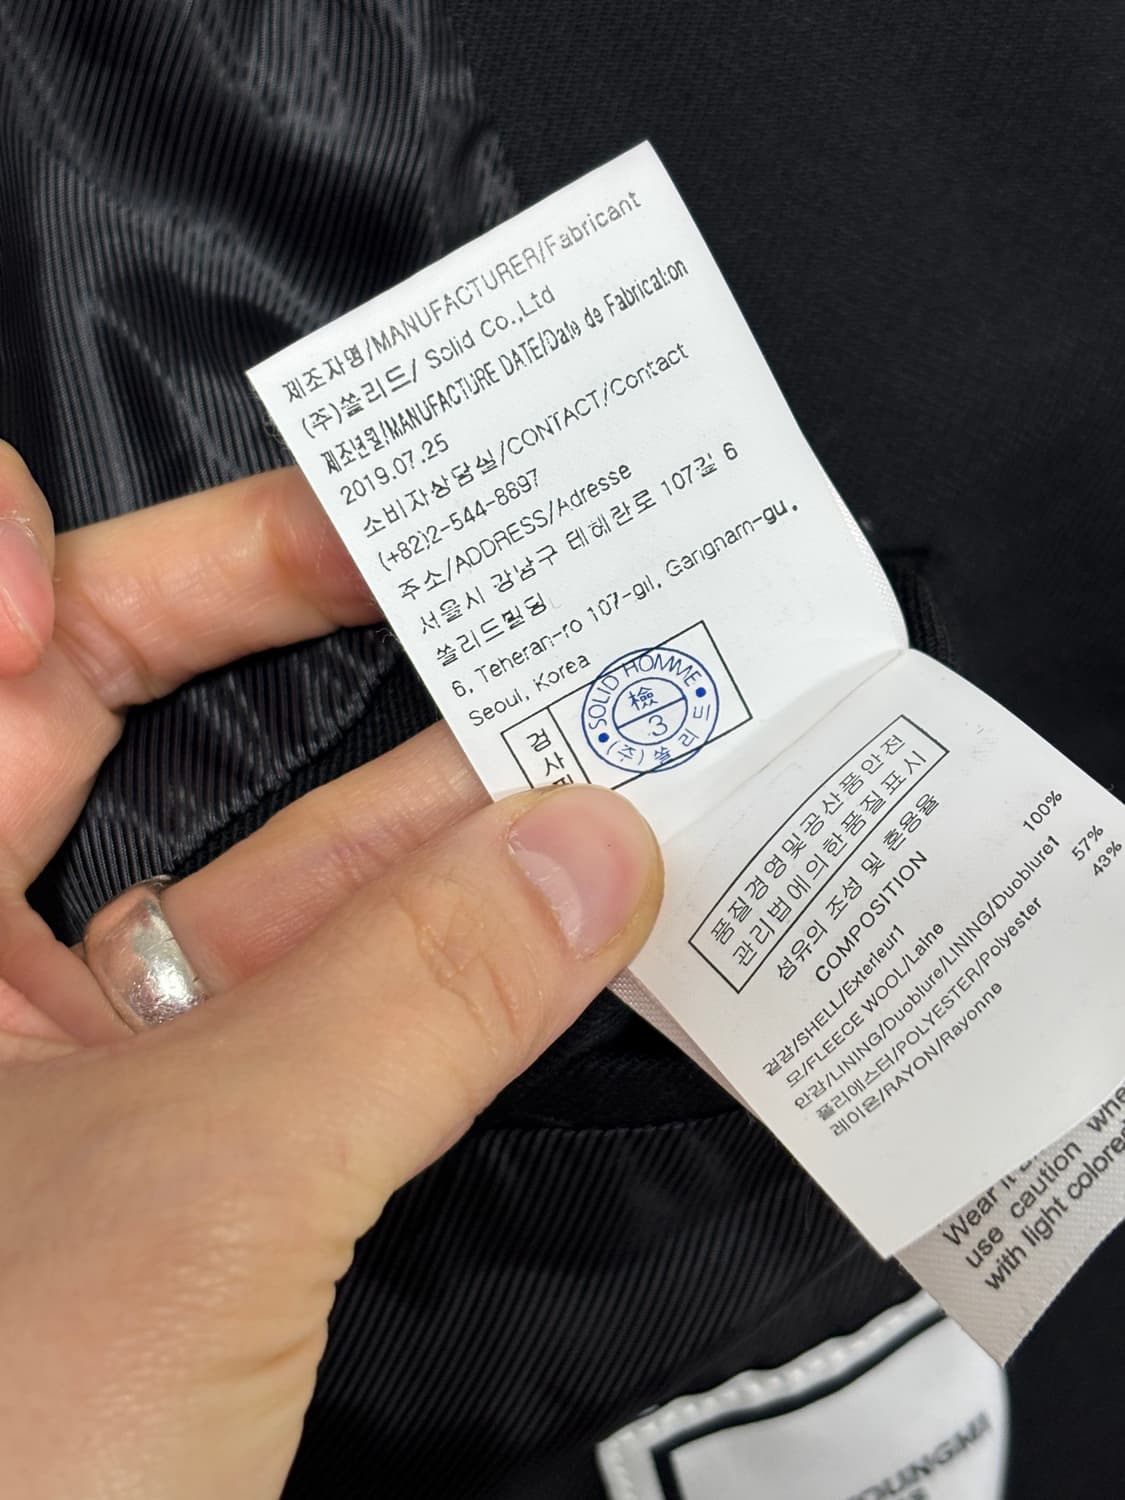 제조자명/MANUFACTURER/Fabricant
(주)쏠리드/ Solid Co.,Ltd
제조년월/MANUFACTURE DATE/Date de Fabrication
2019.07.25
소비자상담실/CONTACT/Contact
(+82)2-544-8897
주소/ADDRESS/Adresse
서울시 강남구 테헤란로 107길 6
쏠리드빌딩
6, Teheran-ro 107-gil, Gangnam-gu,
Seoul, Korea
검사필
SOLID HOMME
檢
3
(주)쏠리드
품질경영및공산품안전
관리법에의한품질표시
섬유의 조성 및 혼용율
COMPOSITION
겉감/SHELL/Exterieur1
모/FLEECE WOOL/Laine 100%
안감/LINING/Duoblure/LINING/Duoblure1
폴리에스터/POLYESTER/Polyester 57%
레이온/RAYON/Rayonne 43%
Wear it
use caution
with light colored